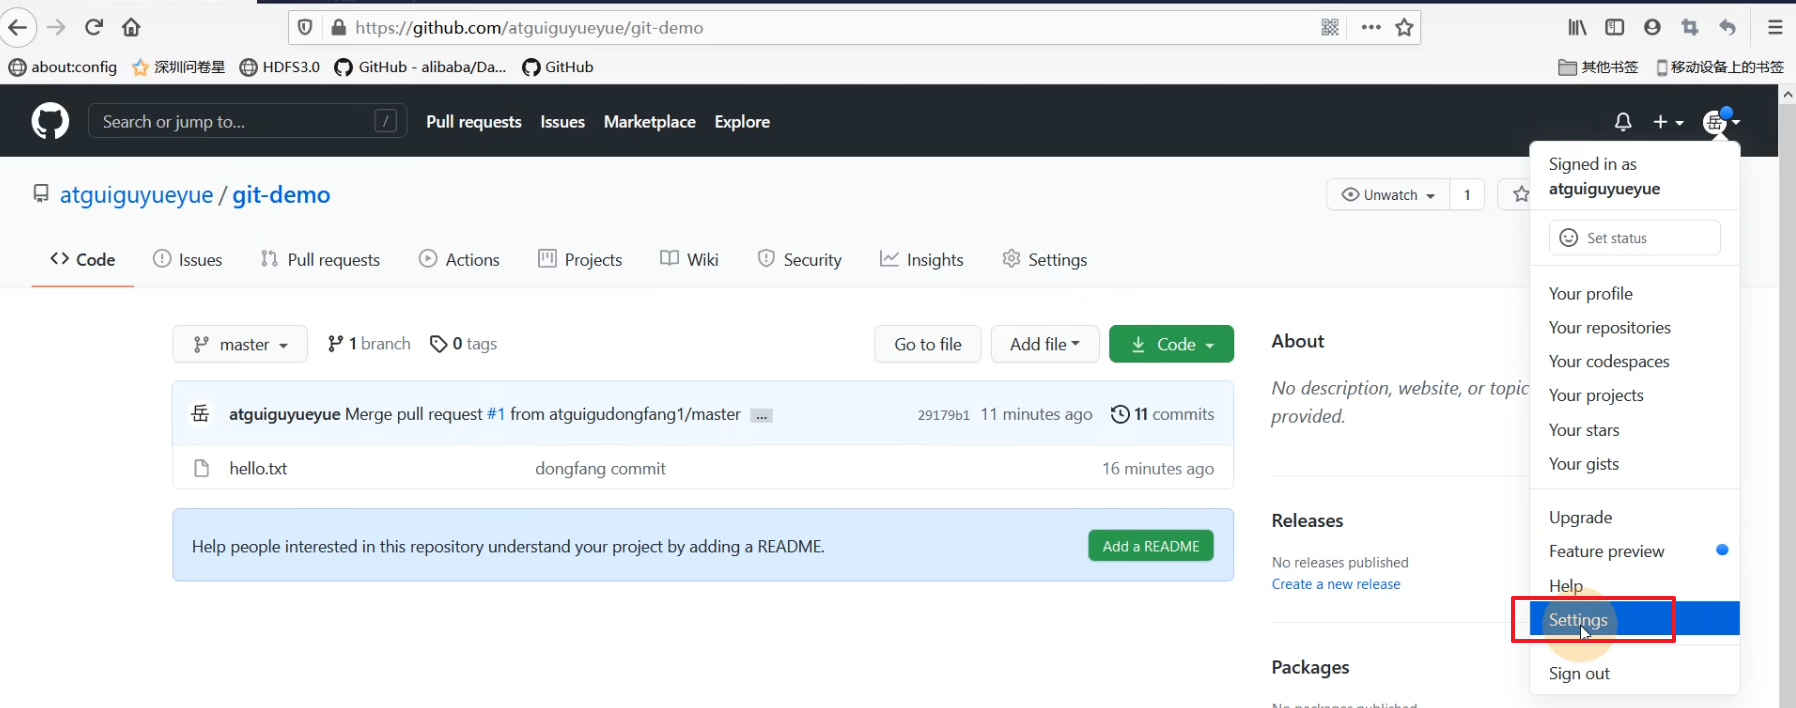 https://github.com/atguiguyueyue/git-demo
about:config 深圳问卷星 HDFS3.0 GitHub - alibaba/Da... GitHub 其他书签 移动设备上的书签
Search or jump to... / Pull requests Issues Marketplace Explore 岳
Signed in as
atguiguyueyue
atguiguyueyue / git-demo Unwatch 1
Set status
Code Issues Pull requests Actions Projects Wiki Security Insights Settings
Your profile
Your repositories
Your codespaces
Your projects
Your stars
Your gists
Upgrade
Feature preview
Help
Settings
Sign out
master 1 branch 0 tags Go to file Add file Code
岳 atguiguyueyue Merge pull request #1 from atguigudongfang1/master ... 29179b1 11 minutes ago 11 commits
hello.txt dongfang commit 16 minutes ago
Help people interested in this repository understand your project by adding a README. Add a README
About
No description, website, or topic
provided.
Releases
No releases published
Create a new release
Packages
No packages published